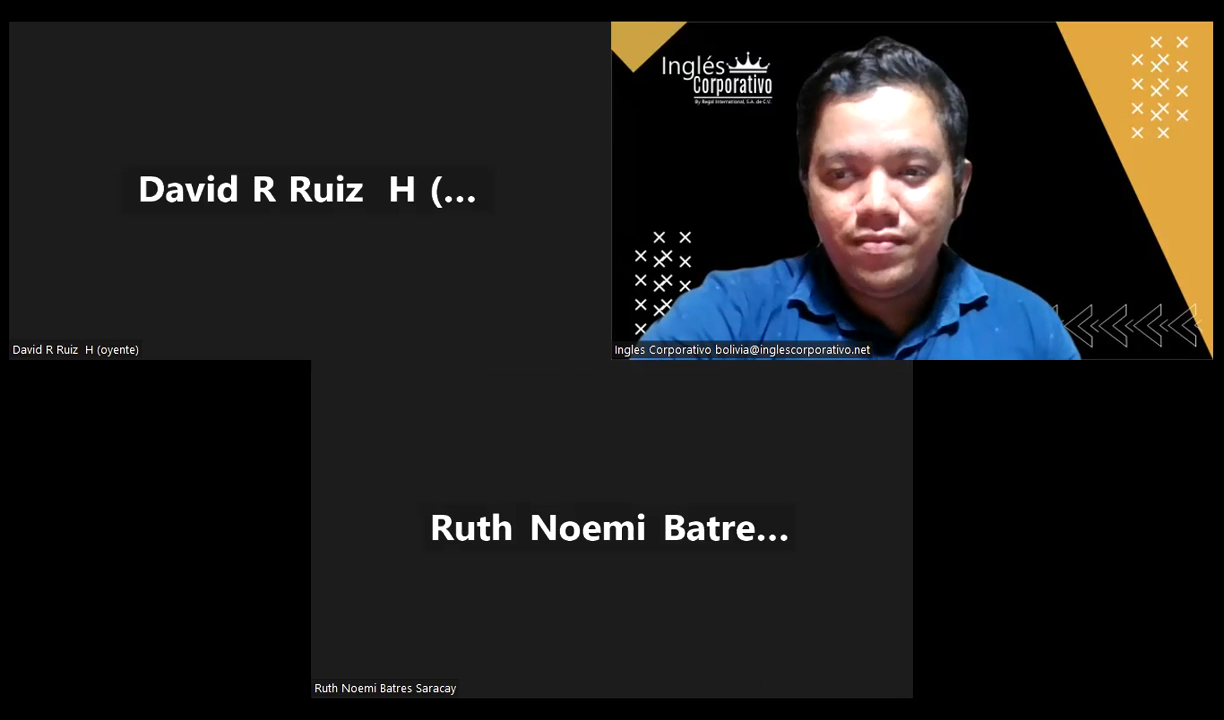 David R Ruiz  H (...
David R Ruiz  H (oyente)
Inglés
Corporativo
By Regal International, S.A. de C.V.
Ingles Corporativo bolivia@inglescorporativo.net
Ruth Noemi Batre...
Ruth Noemi Batres Saracay